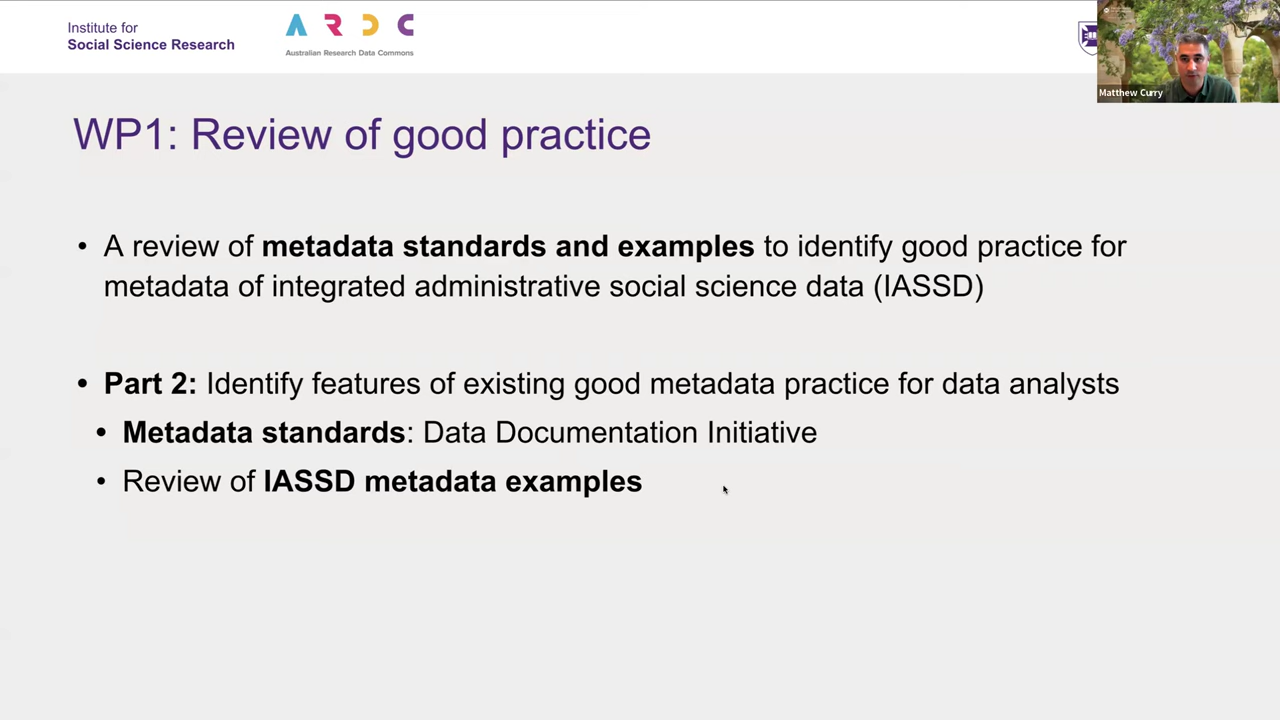 Institute for
Social Science Research
A R D C
Australian Research Data Commons
Matthew Curry
WP1: Review of good practice
• A review of metadata standards and examples to identify good practice for
metadata of integrated administrative social science data (IASSD)
• Part 2: Identify features of existing good metadata practice for data analysts
• Metadata standards: Data Documentation Initiative
• Review of IASSD metadata examples